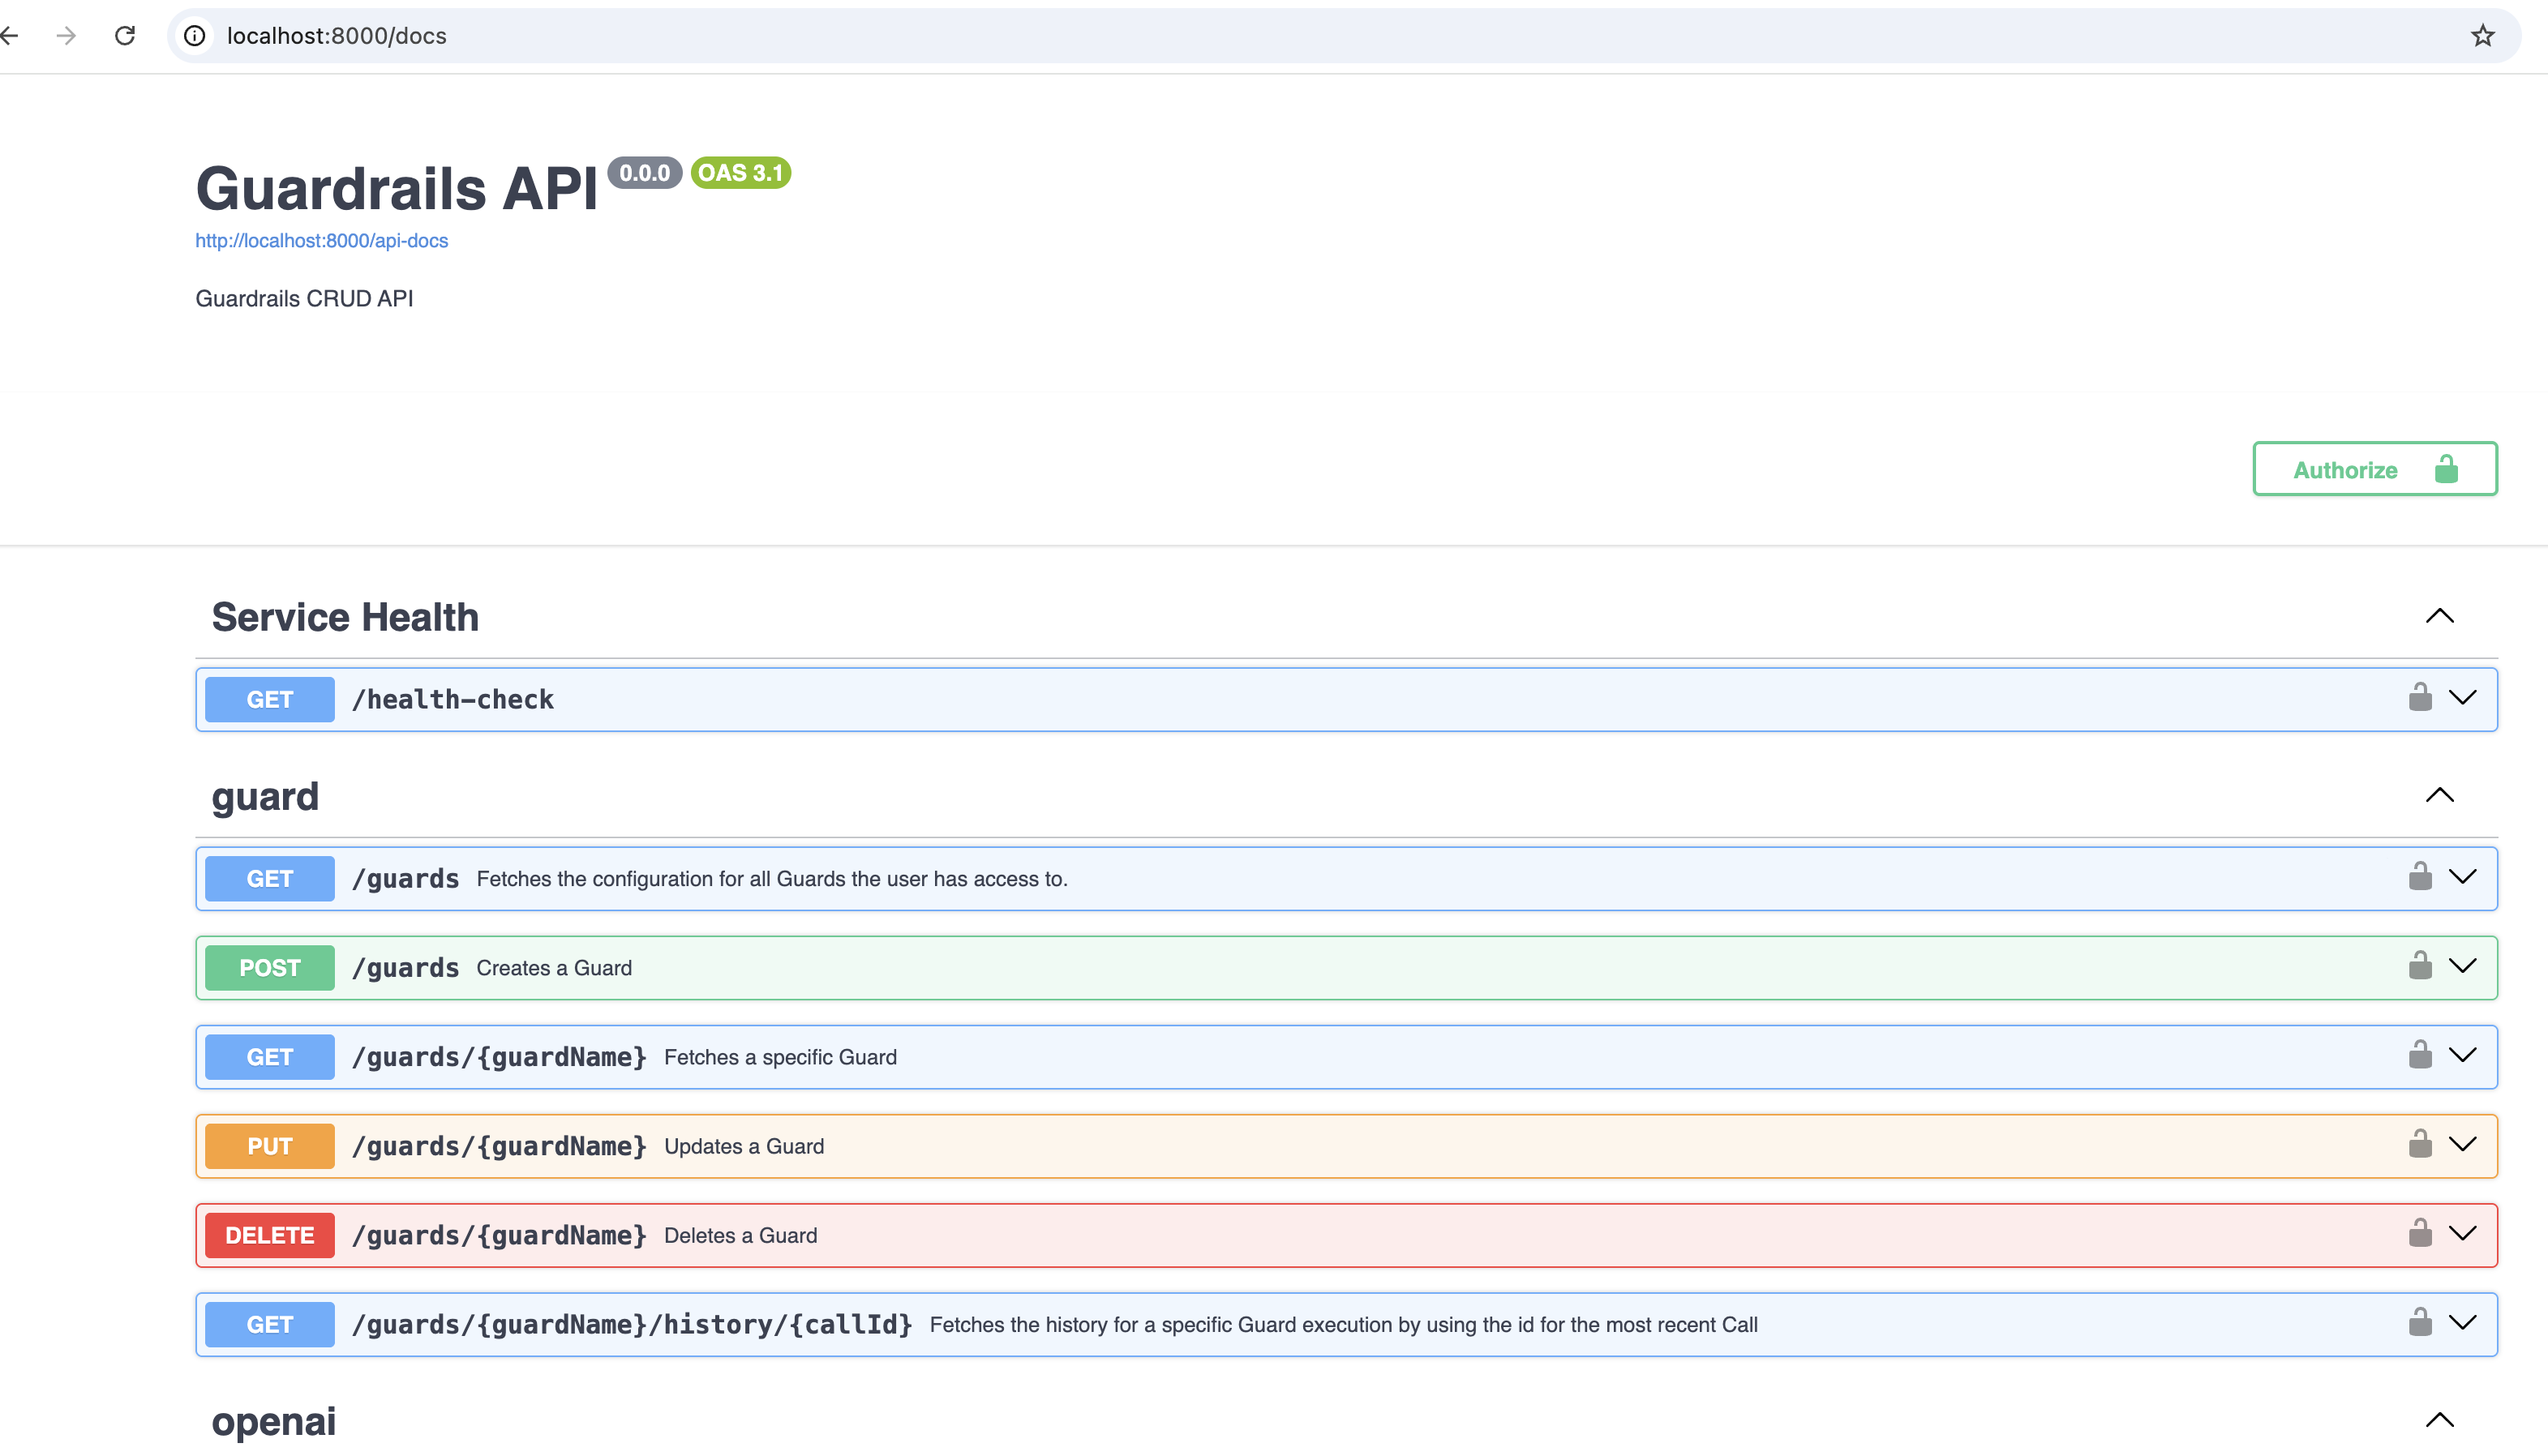 localhost:8000/docs
Guardrails API 0.0.0 OAS 3.1
http://localhost:8000/api-docs
Guardrails CRUD API
Authorize
Service Health
GET /health-check
guard
GET /guards Fetches the configuration for all Guards the user has access to.
POST /guards Creates a Guard
GET /guards/{guardName} Fetches a specific Guard
PUT /guards/{guardName} Updates a Guard
DELETE /guards/{guardName} Deletes a Guard
GET /guards/{guardName}/history/{callId} Fetches the history for a specific Guard execution by using the id for the most recent Call
openai